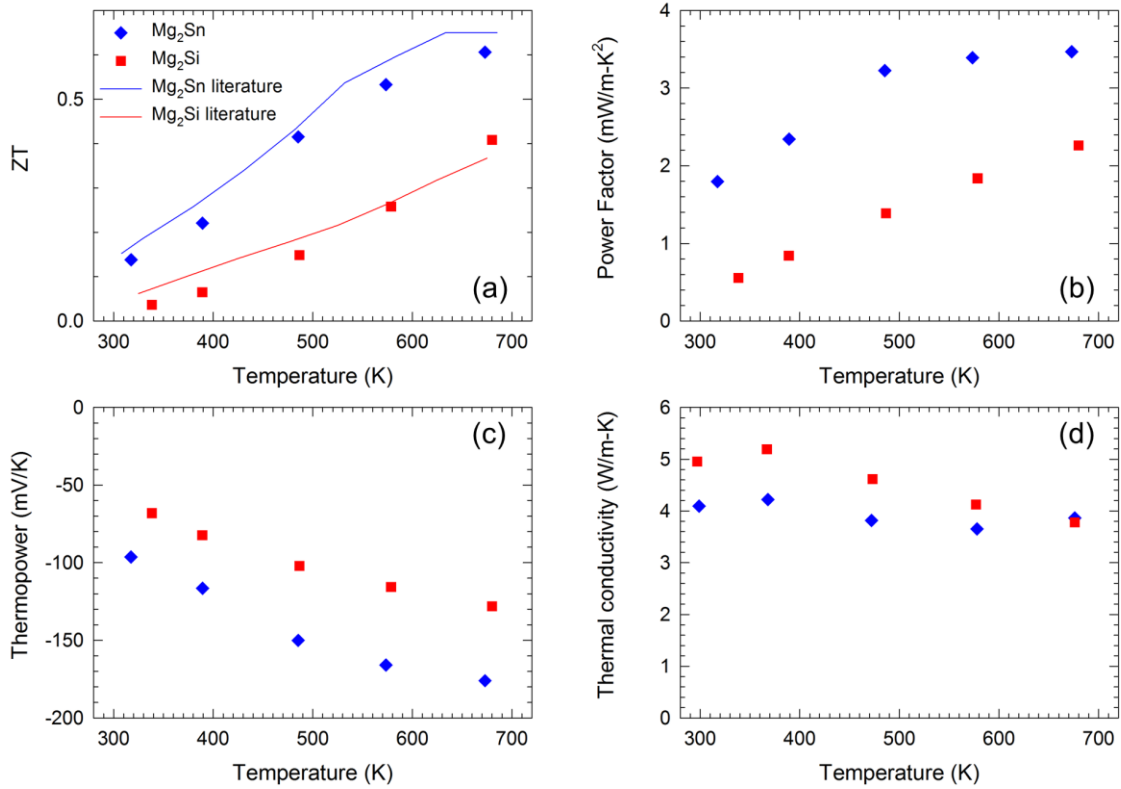 Mg₂Sn
Mg₂Si
Mg₂Sn literature
Mg₂Si literature
0.5
0.0
ZT
(a)
300 400 500 600 700
Temperature (K)
4
3
2
1
0
Power Factor (mW/m-K²)
(b)
300 400 500 600 700
Temperature (K)
0
-50
-100
-150
-200
Thermopower (mV/K)
(c)
300 400 500 600 700
Temperature (K)
6
5
4
3
2
1
0
Thermal conductivity (W/m-K)
(d)
300 400 500 600 700
Temperature (K)